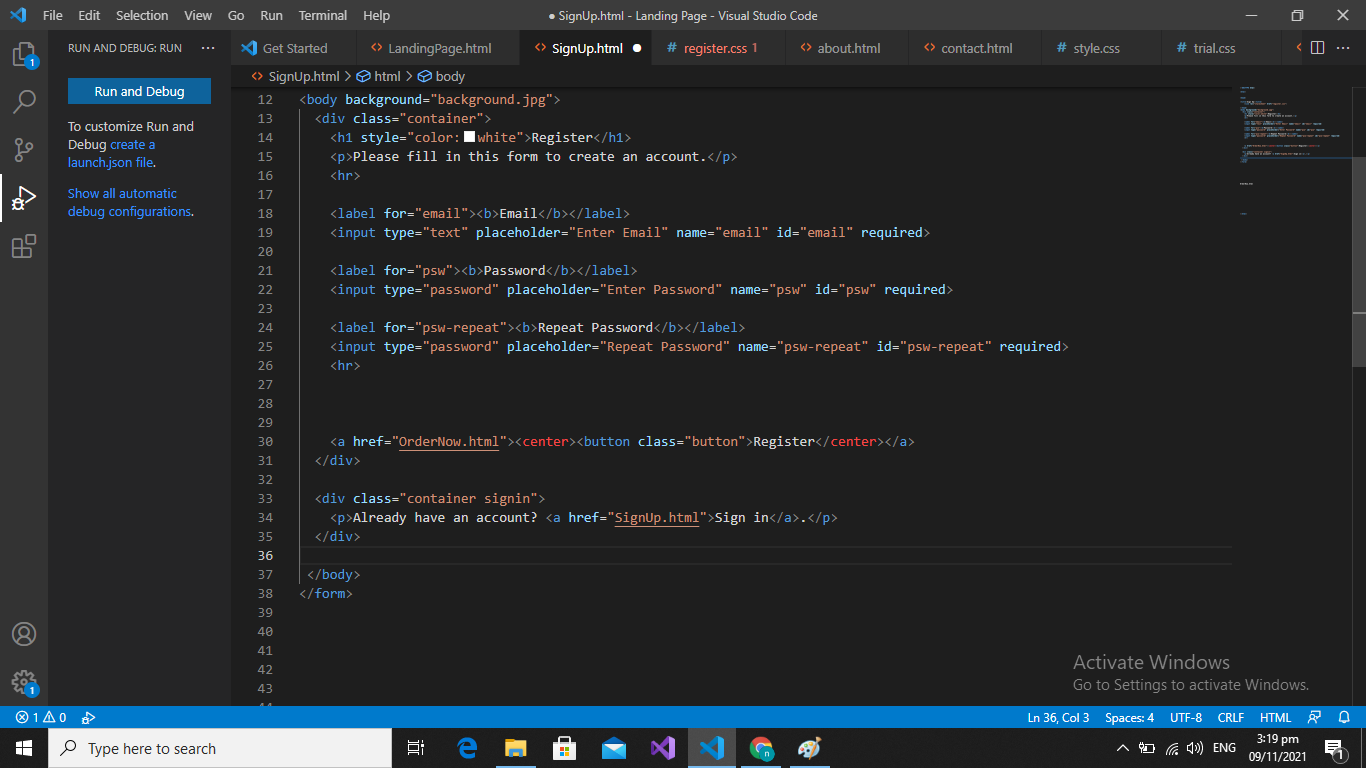 File Edit Selection View Go Run Terminal Help ● SignUp.html - Landing Page - Visual Studio Code
RUN AND DEBUG: RUN ···
Get Started <> LandingPage.html <> SignUp.html ● # register.css 1 <> about.html <> contact.html # style.css # trial.css ···
<> SignUp.html > html > body
1
Run and Debug
To customize Run and
Debug create a
launch.json file.
Show all automatic
debug configurations.
12 <body background="background.jpg">
13 <div class="container">
14 <h1 style="color:white">Register</h1>
15 <p>Please fill in this form to create an account.</p>
16 <hr>
17
18 <label for="email"><b>Email</b></label>
19 <input type="text" placeholder="Enter Email" name="email" id="email" required>
20
21 <label for="psw"><b>Password</b></label>
22 <input type="password" placeholder="Enter Password" name="psw" id="psw" required>
23
24 <label for="psw-repeat"><b>Repeat Password</b></label>
25 <input type="password" placeholder="Repeat Password" name="psw-repeat" id="psw-repeat" required>
26 <hr>
27
28
29
30 <a href="OrderNow.html"><center><button class="button">Register</center></a>
31 </div>
32
33 <div class="container signin">
34 <p>Already have an account? <a href="SignUp.html">Sign in</a>.</p>
35 </div>
36
37 </body>
38 </form>
39
40
41
42
43
1
Activate Windows
Go to Settings to activate Windows.
1 0 Ln 36, Col 3 Spaces: 4 UTF-8 CRLF HTML
Type here to search ENG 3:19 pm
09/11/2021
1